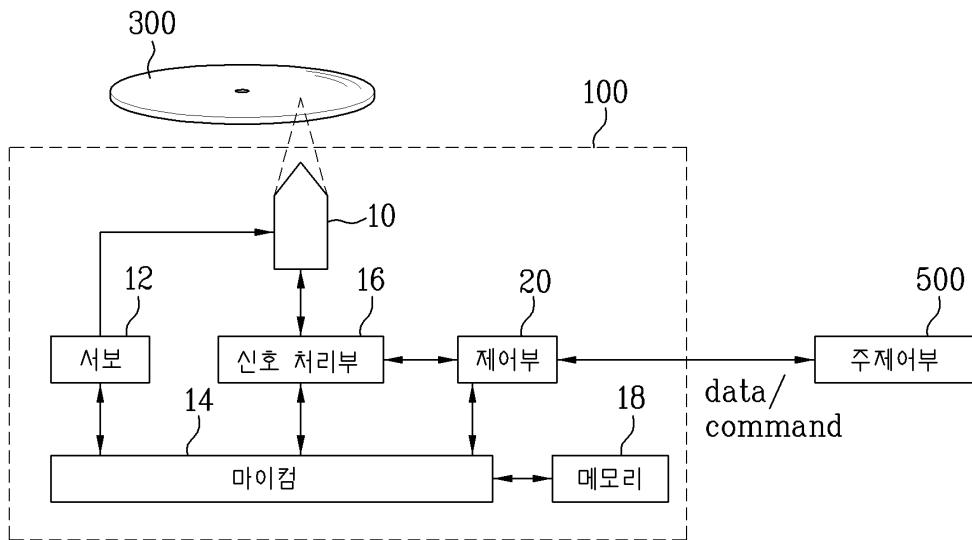 300
100
10
12
16
20
500
서보
신호 처리부
제어부
주제어부
data/
command
14
18
마이컴
메모리